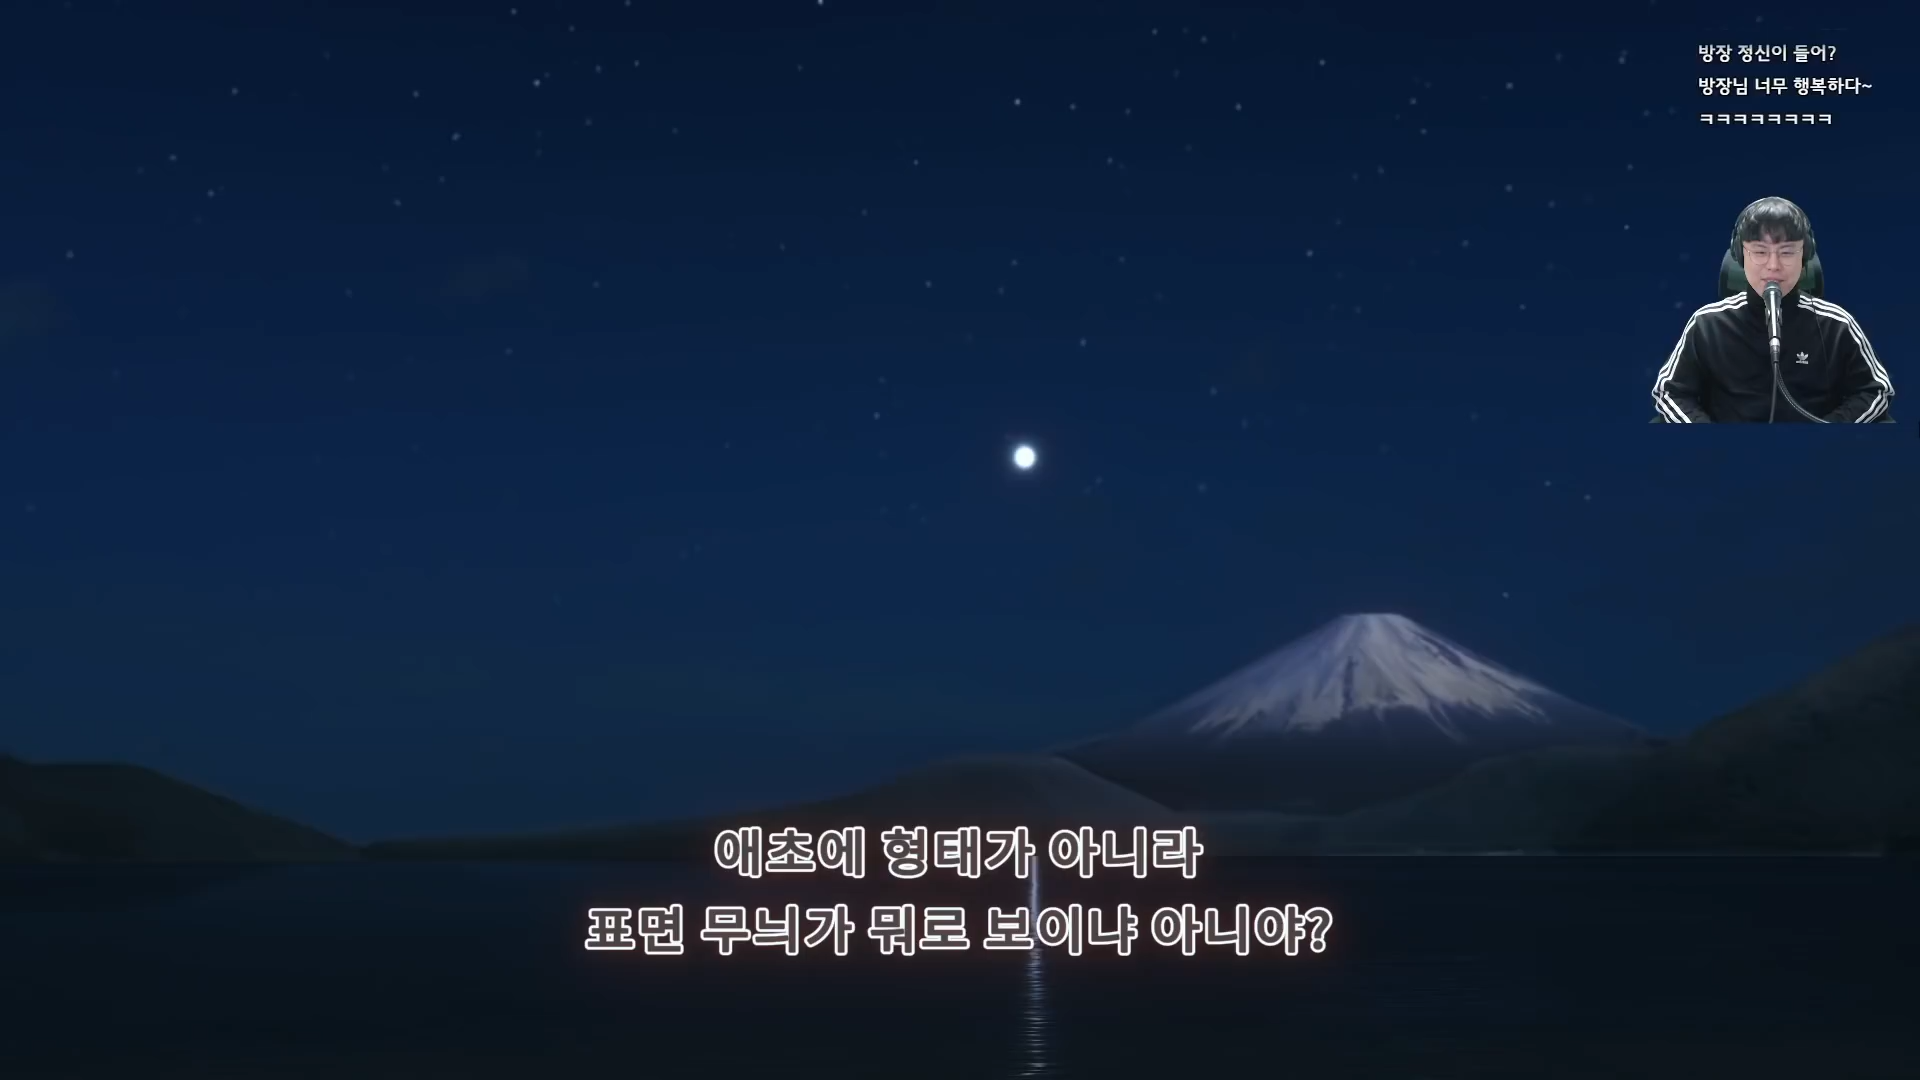 방장 정신이 들어?
방장님 너무 행복하다~
ㅋㅋㅋㅋㅋㅋㅋㅋ
애초에 형태가 아니라
표면 무늬가 뭐로 보이냐 아니야?